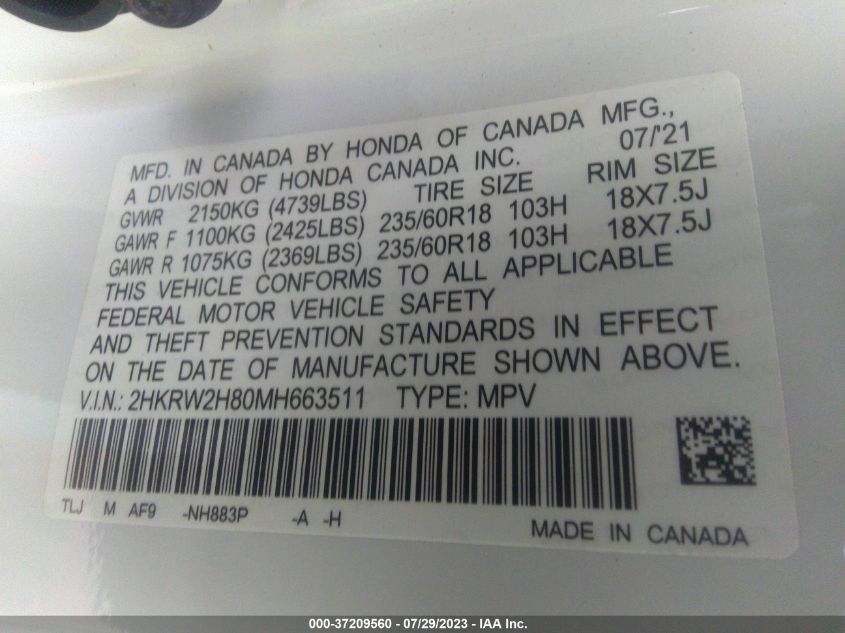 MFD. IN CANADA BY HONDA OF CANADA MFG.,
A DIVISION OF HONDA CANADA INC. 07/'21
GVWR 2150KG (4739LBS) TIRE SIZE RIM SIZE
GAWR F 1100KG (2425LBS) 235/60R18 103H 18X7.5J
GAWR R 1075KG (2369LBS) 235/60R18 103H 18X7.5J
THIS VEHICLE CONFORMS TO ALL APPLICABLE
FEDERAL MOTOR VEHICLE SAFETY
AND THEFT PREVENTION STANDARDS IN EFFECT
ON THE DATE OF MANUFACTURE SHOWN ABOVE.
V.I.N.: 2HKRW2H80MH663511 TYPE: MPV
TLJ M AF9 -NH883P -A -H
MADE IN CANADA
000-37209560 - 07/29/2023 - IAA Inc.